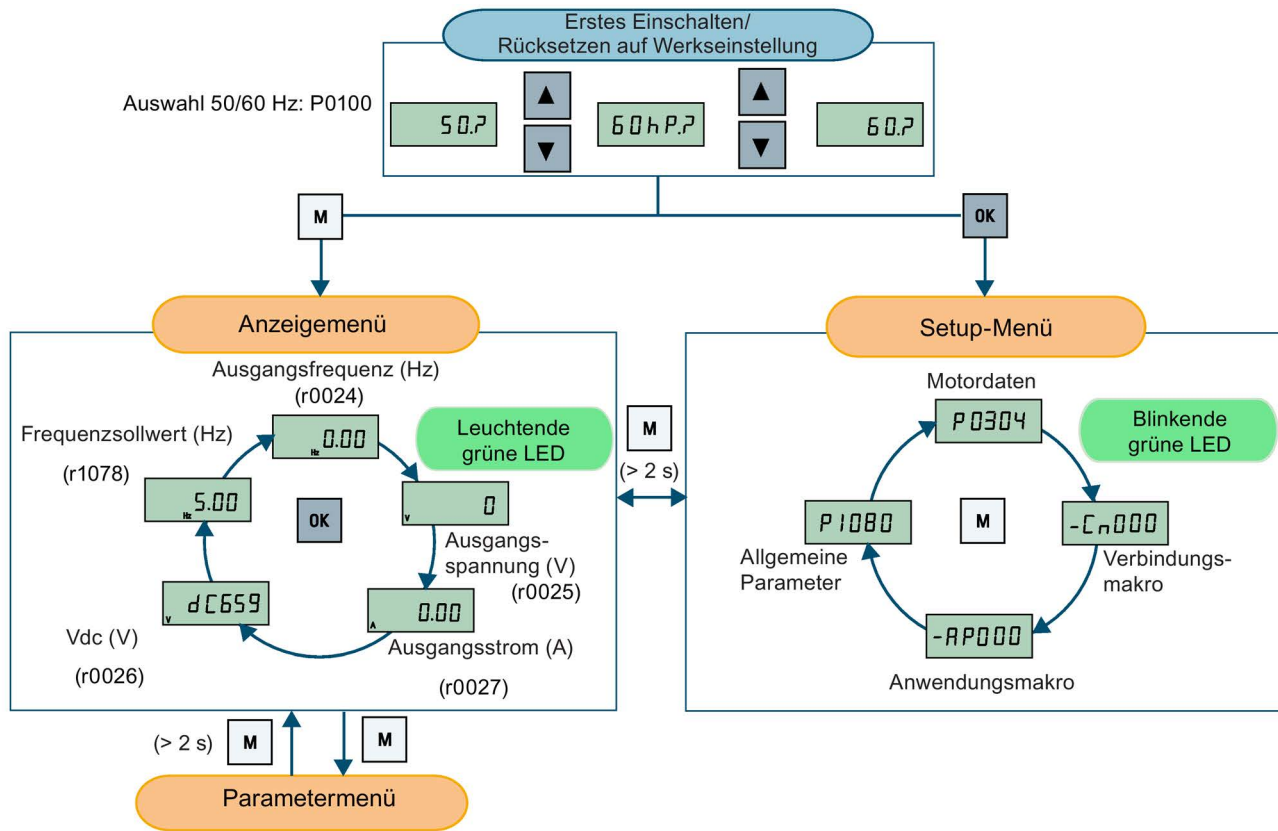 Erstes Einschalten/
Rücksetzen auf Werkseinstellung
Auswahl 50/60 Hz: P0100
50.?
▲
▼
60hP.?
▲
▼
60.?
M
OK
Anzeigemenü
Ausgangsfrequenz (Hz)
(r0024)
Hz 0.00
Leuchtende
grüne LED
Frequenzsollwert (Hz)
(r1078)
Hz 5.00
OK
V 0
Ausgangs-
spannung (V)
(r0025)
V dC659
Vdc (V)
(r0026)
A 0.00
Ausgangsstrom (A)
(r0027)
M
(> 2 s)
Setup-Menü
Motordaten
P0304
Blinkende
grüne LED
P1080
Allgemeine
Parameter
M
-Cn000
Verbindungs-
makro
-AP000
Anwendungsmakro
(> 2 s)
M
M
Parametermenü